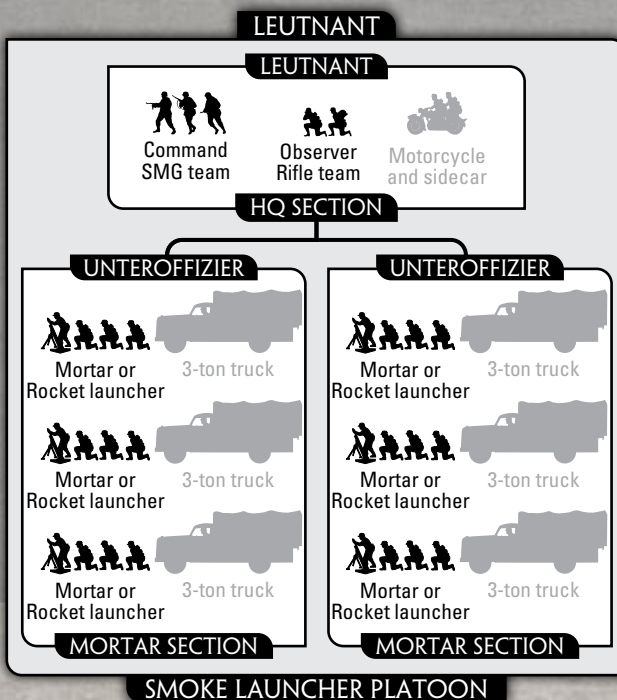 LEUTNANT
LEUTNANT
Command
SMG team
Observer
Rifle team
Motorcycle
and sidecar
HQ SECTION
UNTEROFFIZIER
Mortar or
Rocket launcher
3-ton truck
Mortar or
Rocket launcher
3-ton truck
Mortar or
Rocket launcher
3-ton truck
MORTAR SECTION
UNTEROFFIZIER
Mortar or
Rocket launcher
3-ton truck
Mortar or
Rocket launcher
3-ton truck
Mortar or
Rocket launcher
3-ton truck
MORTAR SECTION
SMOKE LAUNCHER PLATOON